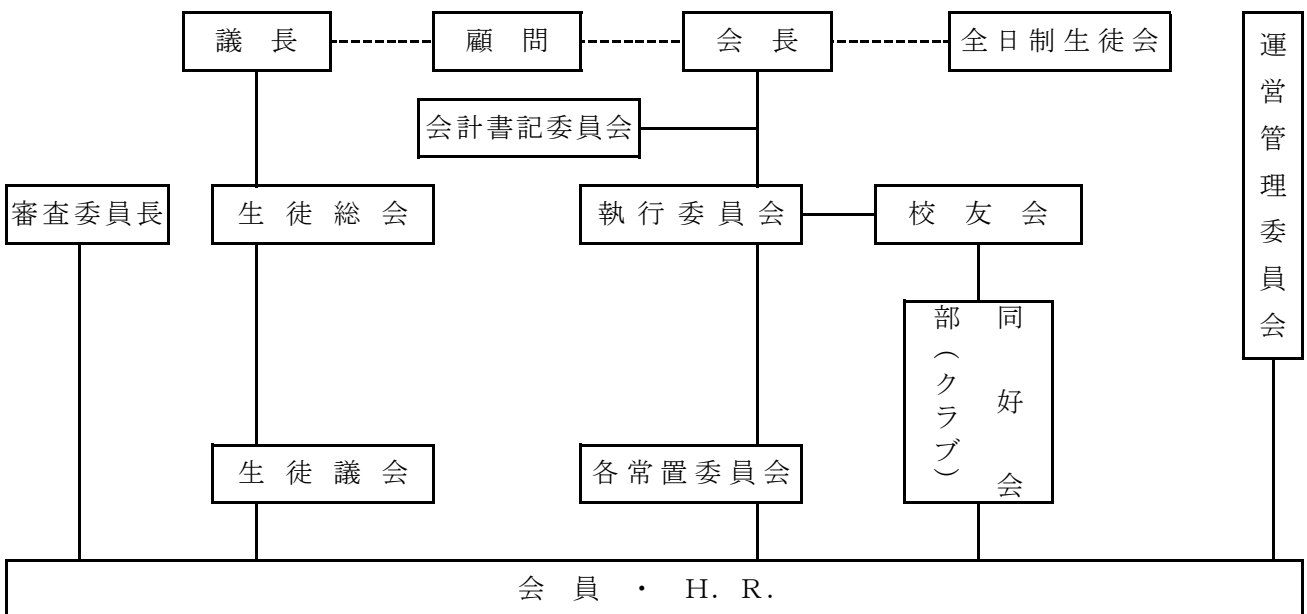 議長
顧問
会長
全日制生徒会
運営管理委員会
会計書記委員会
審査委員長
生徒総会
執行委員会
校友会
同好会
部(クラブ)
生徒議会
各常置委員会
会員・H. R.